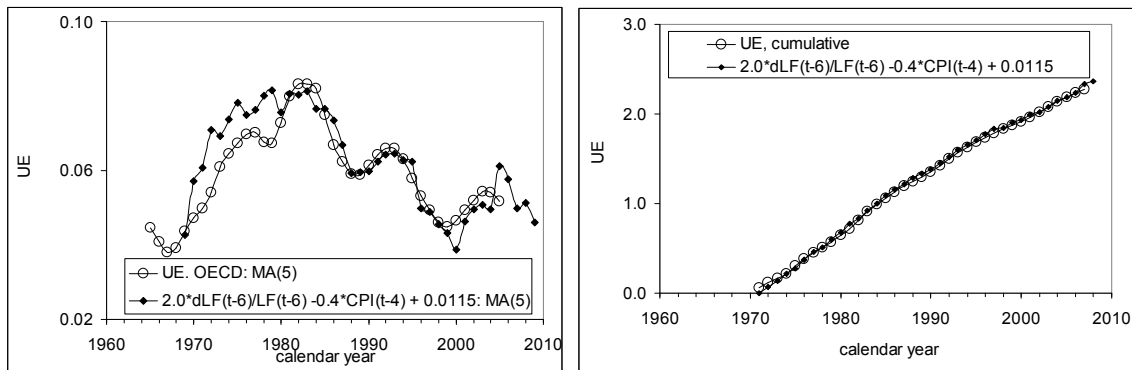 0.10
0.06
0.02
UE
UE. OECD: MA(5)
2.0*dLF(t-6)/LF(t-6) -0.4*CPI(t-4) + 0.0115: MA(5)
1960 1970 1980 1990 2000 2010
calendar year
3.0
2.0
1.0
0.0
UE
UE, cumulative
2.0*dLF(t-6)/LF(t-6) -0.4*CPI(t-4) + 0.0115
1960 1970 1980 1990 2000 2010
calendar year